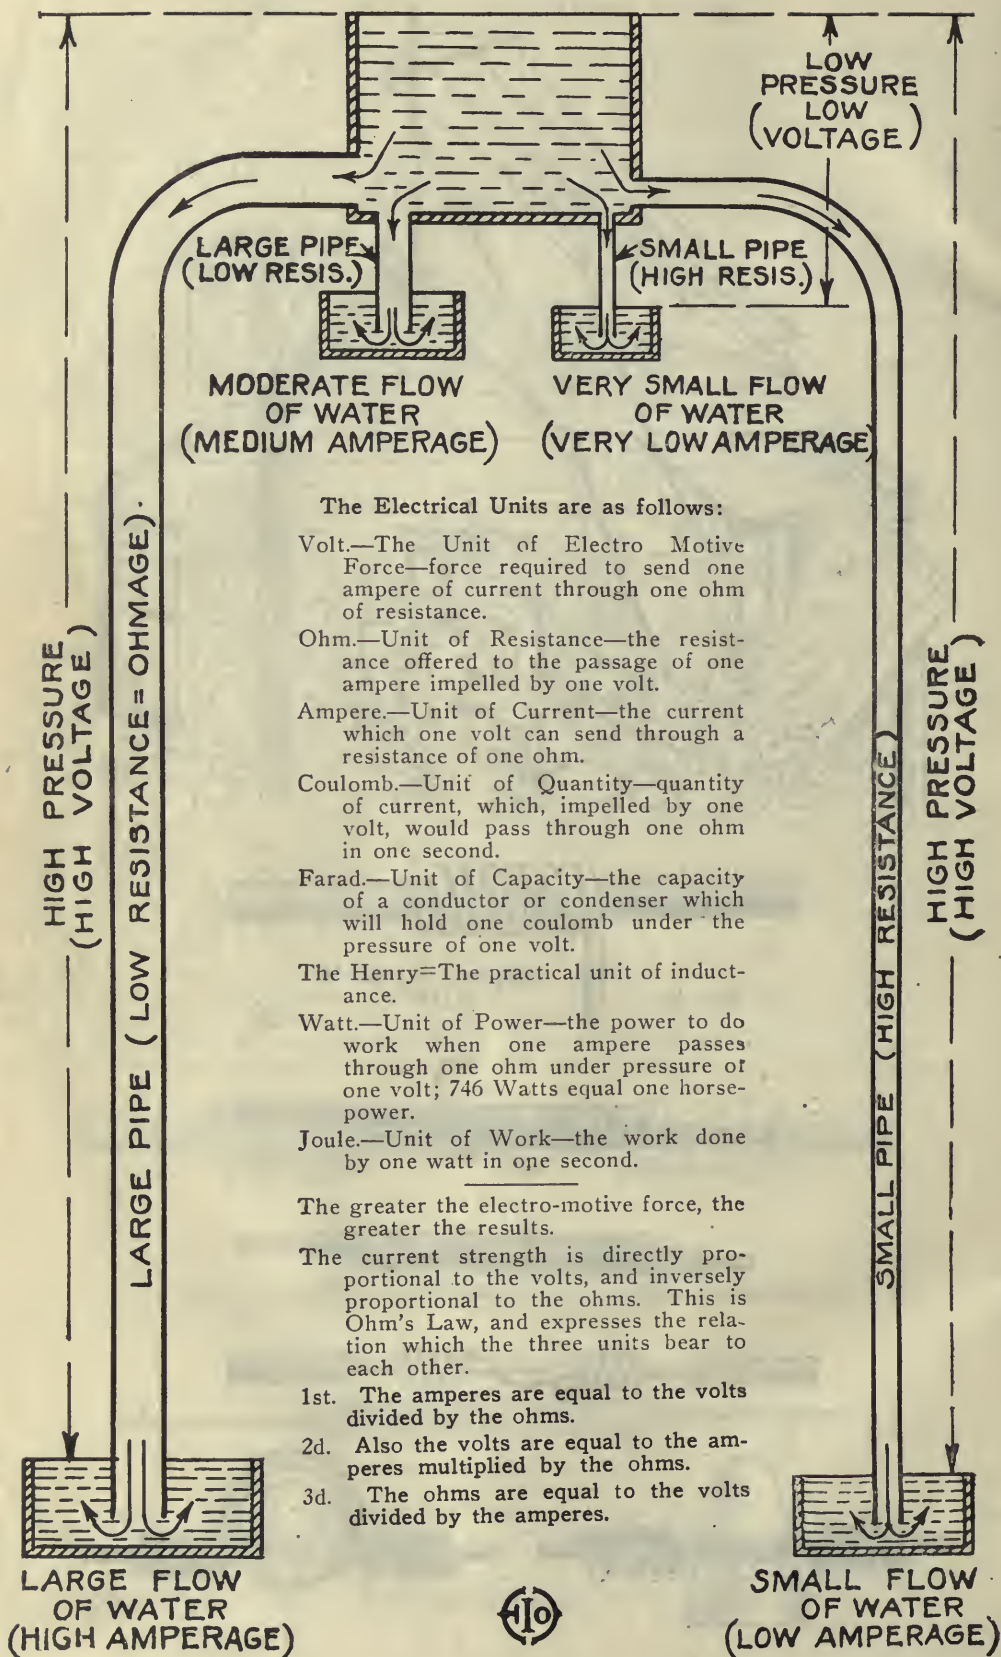 LOW
PRESSURE
(LOW
VOLTAGE)
LARGE PIPE
(LOW RESIS.)
SMALL PIPE
(HIGH RESIS.)
MODERATE FLOW
OF WATER
(MEDIUM AMPERAGE)
VERY SMALL FLOW
OF WATER
(VERY LOW AMPERAGE)
HIGH PRESSURE
(HIGH VOLTAGE)
LARGE PIPE (LOW RESISTANCE = OHMAGE).
The Electrical Units are as follows:
Volt.—The Unit of Electro Motive
Force—force required to send one
ampere of current through one ohm
of resistance.
Ohm.—Unit of Resistance—the resist-
ance offered to the passage of one
ampere impelled by one volt.
Ampere.—Unit of Current—the current
which one volt can send through a
resistance of one ohm.
Coulomb.—Unit of Quantity—quantity
of current, which, impelled by one
volt, would pass through one ohm
in one second.
Farad.—Unit of Capacity—the capacity
of a conductor or condenser which
will hold one coulomb under the
pressure of one volt.
The Henry=The practical unit of induct-
ance.
Watt.—Unit of Power—the power to do
work when one ampere passes
through one ohm under pressure of
one volt; 746 Watts equal one horse-
power.
Joule.—Unit of Work—the work done
by one watt in one second.
The greater the electro-motive force, the
greater the results.
The current strength is directly pro-
portional to the volts, and inversely
proportional to the ohms. This is
Ohm's Law, and expresses the rela-
tion which the three units bear to
each other.
1st. The amperes are equal to the volts
divided by the ohms.
2d. Also the volts are equal to the am-
peres multiplied by the ohms.
3d. The ohms are equal to the volts
divided by the amperes.
SMALL PIPE (HIGH RESISTANCE)
HIGH PRESSURE
(HIGH VOLTAGE)
LARGE FLOW
OF WATER
(HIGH AMPERAGE)
SMALL FLOW
OF WATER
(LOW AMPERAGE)